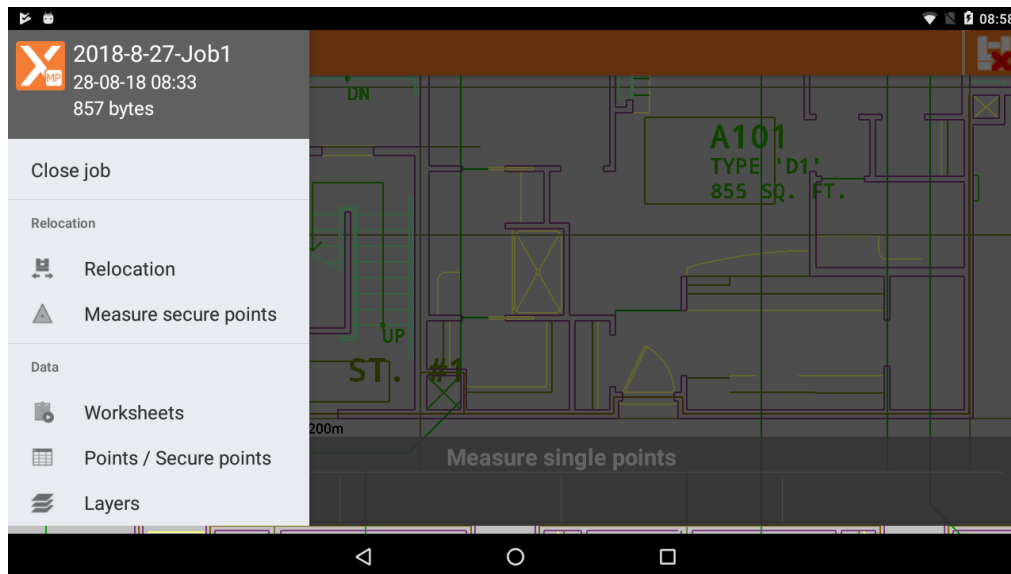 08:58
2018-8-27-Job1
28-08-18 08:33
857 bytes
MP
Close job
Relocation
Relocation
Measure secure points
Data
Worksheets
Points / Secure points
Layers
DN
A101
TYPE 'D1'
855 SQ. FT.
UP
ST. #1
200m
Measure single points